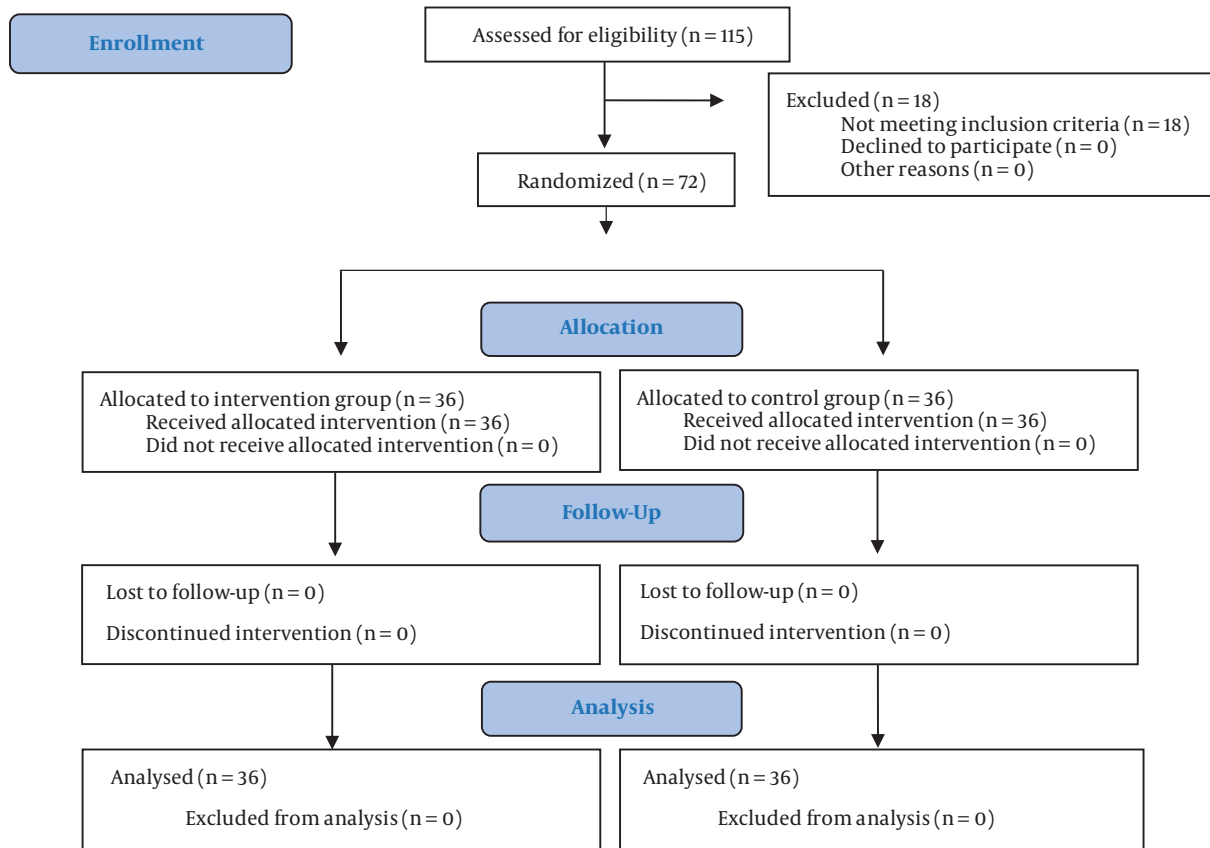 Enrollment
Assessed for eligibility (n = 115)
Excluded (n = 18)
Not meeting inclusion criteria (n = 18)
Declined to participate (n = 0)
Other reasons (n = 0)
Randomized (n = 72)
Allocation
Allocated to intervention group (n = 36)
Received allocated intervention (n = 36)
Did not receive allocated intervention (n = 0)
Allocated to control group (n = 36)
Received allocated intervention (n = 36)
Did not receive allocated intervention (n = 0)
Follow-Up
Lost to follow-up (n = 0)
Discontinued intervention (n = 0)
Lost to follow-up (n = 0)
Discontinued intervention (n = 0)
Analysis
Analysed (n = 36)
Excluded from analysis (n = 0)
Analysed (n = 36)
Excluded from analysis (n = 0)